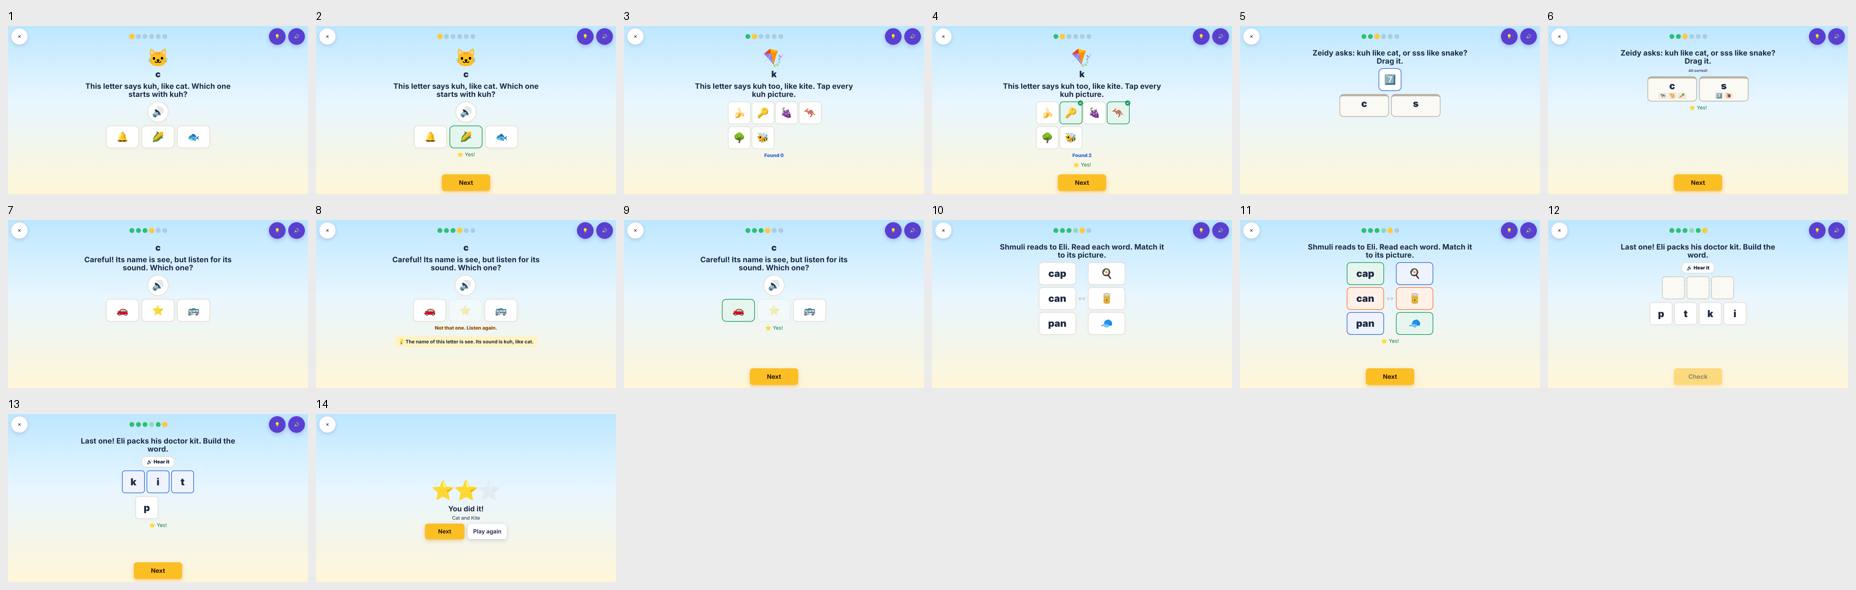 1
c
This letter says kuh, like cat. Which one
starts with kuh?
2
c
This letter says kuh, like cat. Which one
starts with kuh?
Yes!
Next
3
k
This letter says kuh too, like kite. Tap every
kuh picture.
Found 0
4
k
This letter says kuh too, like kite. Tap every
kuh picture.
Found 2
Yes!
Next
5
Zeidy asks: kuh like cat, or sss like snake?
Drag it.
7
c s
6
Zeidy asks: kuh like cat, or sss like snake?
Drag it.
All sorted!
c s
Yes!
Next
7
c
Careful! Its name is see, but listen for its
sound. Which one?
8
c
Careful! Its name is see, but listen for its
sound. Which one?
Not that one. Listen again.
The name of this letter is see. Its sound is kuh, like cat.
9
c
Careful! Its name is see, but listen for its
sound. Which one?
Yes!
Next
10
Shmuli reads to Eli. Read each word. Match it
to its picture.
cap
can
pan
11
Shmuli reads to Eli. Read each word. Match it
to its picture.
cap
can
pan
Yes!
Next
12
Last one! Eli packs his doctor kit. Build the
word.
Hear it
p t k i
Check
13
Last one! Eli packs his doctor kit. Build the
word.
Hear it
k i t
p
Yes!
Next
14
You did it!
Cat and Kite
Next Play again